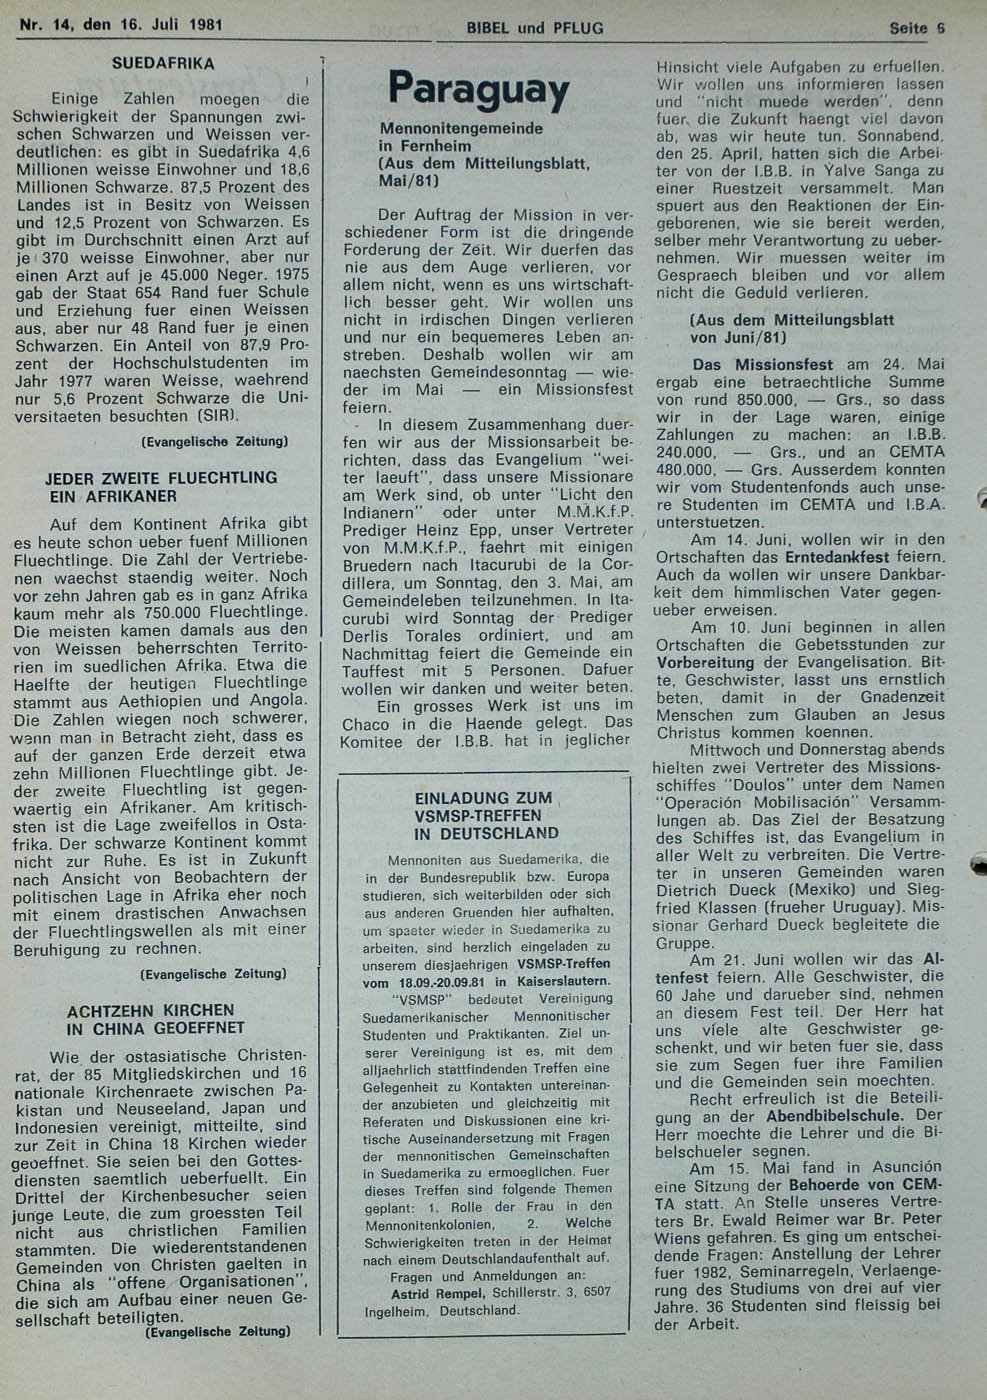 Nr. 14, den 16. Juli 1981
BIBEL und PFLUG
Seite 6
SUEDAFRIKA
Einige Zahlen moegen die
Schwierigkeit der Spannungen zwi-
schen Schwarzen und Weissen ver-
deutlichen: es gibt in Suedafrika 4,6
Millionen weisse Einwohner und 18,6
Millionen Schwarze. 87,5 Prozent des
Landes ist in Besitz von Weissen
und 12,5 Prozent von Schwarzen. Es
gibt im Durchschnitt einen Arzt auf
je 370 weisse Einwohner, aber nur
einen Arzt auf je 45.000 Neger. 1975
gab der Staat 654 Rand fuer Schule
und Erziehung fuer einen Weissen
aus, aber nur 48 Rand fuer je einen
Schwarzen. Ein Anteil von 87,9 Pro-
zent der Hochschulstudenten im
Jahr 1977 waren Weisse, waehrend
nur 5,6 Prozent Schwarze die Uni-
versitaeten besuchten (SIR).
(Evangelische Zeitung)
JEDER ZWEITE FLUECHTLING
EIN AFRIKANER
Auf dem Kontinent Afrika gibt
es heute schon ueber fuenf Millionen
Fluechtlinge. Die Zahl der Vertriebe-
nen waechst staendig weiter. Noch
vor zehn Jahren gab es in ganz Afrika
kaum mehr als 750.000 Fluechtlinge.
Die meisten kamen damals aus den
von Weissen beherrschten Territo-
rien im suedlichen Afrika. Etwa die
Haelfte der heutigen Fluechtlinge
stammt aus Aethiopien und Angola.
Die Zahlen wiegen noch schwerer,
wenn man in Betracht zieht, dass es
auf der ganzen Erde derzeit etwa
zehn Millionen Fluechtlinge gibt. Je-
der zweite Fluechtling ist gegen-
waertig ein Afrikaner. Am kritisch-
sten ist die Lage zweifellos in Osta-
frika. Der schwarze Kontinent kommt
nicht zur Ruhe. Es ist in Zukunft
nach Ansicht von Beobachtern der
politischen Lage in Afrika eher noch
mit einem drastischen Anwachsen
der Fluechtlingswellen als mit einer
Beruhigung zu rechnen.
(Evangelische Zeitung)
ACHTZEHN KIRCHEN
IN CHINA GEOEFFNET
Wie der ostasiatische Christen-
rat, der 85 Mitgliedskirchen und 16
nationale Kirchenraete zwischen Pa-
kistan und Neuseeland, Japan und
Indonesien vereinigt, mitteilte, sind
zur Zeit in China 18 Kirchen wieder
geoeffnet. Sie seien bei den Gottes-
diensten saemtlich ueberfuellt. Ein
Drittel der Kirchenbesucher seien
junge Leute, die zum groessten Teil
nicht aus christlichen Familien
stammten. Die wiederentstandenen
Gemeinden von Christen gaelten in
China als "offene Organisationen",
die sich am Aufbau einer neuen Ge-
sellschaft beteiligten.
(Evangelische Zeitung)
Paraguay
Mennonitengemeinde
in Fernheim
(Aus dem Mitteilungsblatt,
Mai/81)
Der Auftrag der Mission in ver-
schiedener Form ist die dringende
Forderung der Zeit. Wir duerfen das
nie aus dem Auge verlieren, vor
allem nicht, wenn es uns wirtschaft-
lich besser geht. Wir wollen uns
nicht in irdischen Dingen verlieren
und nur ein bequemeres Leben an-
streben. Deshalb wollen wir am
naechsten Gemeindesonntag — wie-
der im Mai — ein Missionsfest
feiern.
In diesem Zusammenhang duer-
fen wir aus der Missionsarbeit be-
richten, dass das Evangelium "wei-
ter laeuft", dass unsere Missionare
am Werk sind, ob unter "Licht den
Indianern" oder unter M.M.K.f.P.
Prediger Heinz Epp, unser Vertreter
von M.M.K.f.P., faehrt mit einigen
Bruedern nach Itacurubi de la Cor-
dillera, um Sonntag, den 3. Mai, am
Gemeindeleben teilzunehmen. In Ita-
curubi wird Sonntag der Prediger
Derlis Torales ordiniert, und am
Nachmittag feiert die Gemeinde ein
Tauffest mit 5 Personen. Dafuer
wollen wir danken und weiter beten.
Ein grosses Werk ist uns im
Chaco in die Haende gelegt. Das
Komitee der I.B.B. hat in jeglicher
EINLADUNG ZUM
VSMSP-TREFFEN
IN DEUTSCHLAND
Mennoniten aus Suedamerika, die
in der Bundesrepublik bzw. Europa
studieren, sich weiterbilden oder sich
aus anderen Gruenden hier aufhalten,
um spaeter wieder in Suedamerika zu
arbeiten, sind herzlich eingeladen zu
unserem diesjaehrigen VSMSP-Treffen
vom 18.09.-20.09.81 in Kaiserslautern.
"VSMSP" bedeutet Vereinigung
Suedamerikanischer Mennonitischer
Studenten und Praktikanten. Ziel un-
serer Vereinigung ist es, mit dem
alljaehrlich stattfindenden Treffen eine
Gelegenheit zu Kontakten untereinan-
der anzubieten und gleichzeitig mit
Referaten und Diskussionen eine kri-
tische Auseinandersetzung mit Fragen
der mennonitischen Gemeinschaften
in Suedamerika zu ermoeglichen. Fuer
dieses Treffen sind folgende Themen
geplant: 1. Rolle der Frau in den
Mennonitenkolonien, 2. Welche
Schwierigkeiten treten in der Heimat
nach einem Deutschlandaufenthalt auf.
Fragen und Anmeldungen an:
Astrid Rempel, Schillerstr. 3, 6507
Ingelheim, Deutschland.
Hinsicht viele Aufgaben zu erfuellen.
Wir wollen uns informieren lassen
und "nicht muede werden", denn
fuer die Zukunft haengt viel davon
ab, was wir heute tun. Sonnabend,
den 25. April, hatten sich die Arbei-
ter von der I.B.B. in Yalve Sanga zu
einer Ruestzeit versammelt. Man
spuert aus den Reaktionen der Ein-
geborenen, wie sie bereit werden,
selber mehr Verantwortung zu ueber-
nehmen. Wir muessen weiter im
Gespraech bleiben und vor allem
nicht die Geduld verlieren.
(Aus dem Mitteilungsblatt
von Juni/81)
Das Missionsfest am 24. Mai
ergab eine betraechtliche Summe
von rund 850.000, — Grs., so dass
wir in der Lage waren, einige
Zahlungen zu machen: an I.B.B.
240.000, — Grs., und an CEMTA
480.000, — Grs. Ausserdem konnten
wir vom Studentenfonds auch unse-
re Studenten im CEMTA und I.B.A.
unterstuetzen.
Am 14. Juni, wollen wir in den
Ortschaften das Erntedankfest feiern.
Auch da wollen wir unsere Dankbar-
keit dem himmlischen Vater gegen-
ueber erweisen.
Am 10. Juni beginnen in allen
Ortschaften die Gebetsstunden zur
Vorbereitung der Evangelisation. Bit-
te, Geschwister, lasst uns ernstlich
beten, damit in der Gnadenzeit
Menschen zum Glauben an Jesus
Christus kommen koennen.
Mittwoch und Donnerstag abends
hielten zwei Vertreter des Missions-
schiffes "Doulos" unter dem Namen
"Operación Mobilisación" Versamm-
lungen ab. Das Ziel der Besatzung
des Schiffes ist, das Evangelium in
aller Welt zu verbreiten. Die Vertre-
ter in unseren Gemeinden waren
Dietrich Dueck (Mexiko) und Sieg-
fried Klassen (frueher Uruguay). Mis-
sionar Gerhard Dueck begleitete die
Gruppe.
Am 21. Juni wollen wir das Al-
tenfest feiern. Alle Geschwister, die
60 Jahe und darueber sind, nehmen
an diesem Fest teil. Der Herr hat
uns viele alte Geschwister ge-
schenkt, und wir beten fuer sie, dass
sie zum Segen fuer ihre Familien
und die Gemeinden sein moechten.
Recht erfreulich ist die Beteili-
gung an der Abendbibelschule. Der
Herr moechte die Lehrer und die Bi-
belschueler segnen.
Am 15. Mai fand in Asunción
eine Sitzung der Behoerde von CEM-
TA statt. An Stelle unseres Vertre-
ters Br. Ewald Reimer war Br. Peter
Wiens gefahren. Es ging um entschei-
dende Fragen: Anstellung der Lehrer
fuer 1982, Seminarregeln, Verlaenge-
rung des Studiums von drei auf vier
Jahre. 36 Studenten sind fleissig bei
der Arbeit.